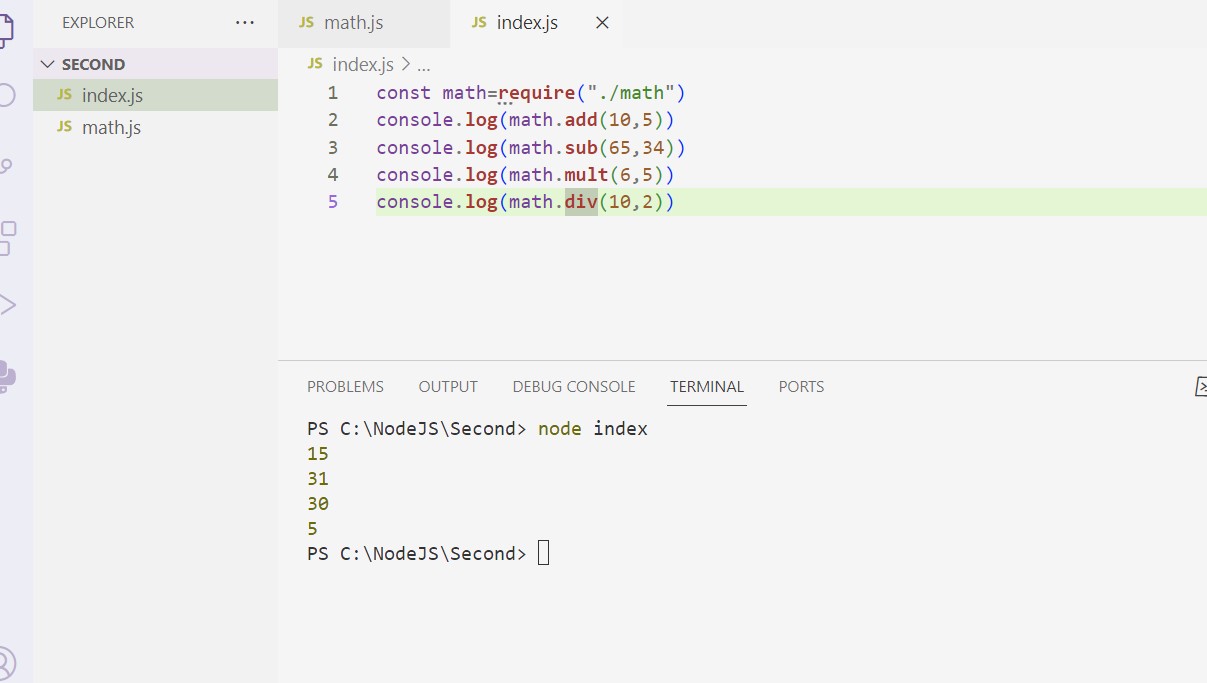 EXPLORER ...
JS math.js
JS index.js
SECOND
JS index.js
JS math.js
JS index.js > ...
1 const math=require("./math")
2 console.log(math.add(10,5))
3 console.log(math.sub(65,34))
4 console.log(math.mult(6,5))
5 console.log(math.div(10,2))
PROBLEMS OUTPUT DEBUG CONSOLE TERMINAL PORTS
PS C:\NodeJS\Second> node index
15
31
30
5
PS C:\NodeJS\Second>